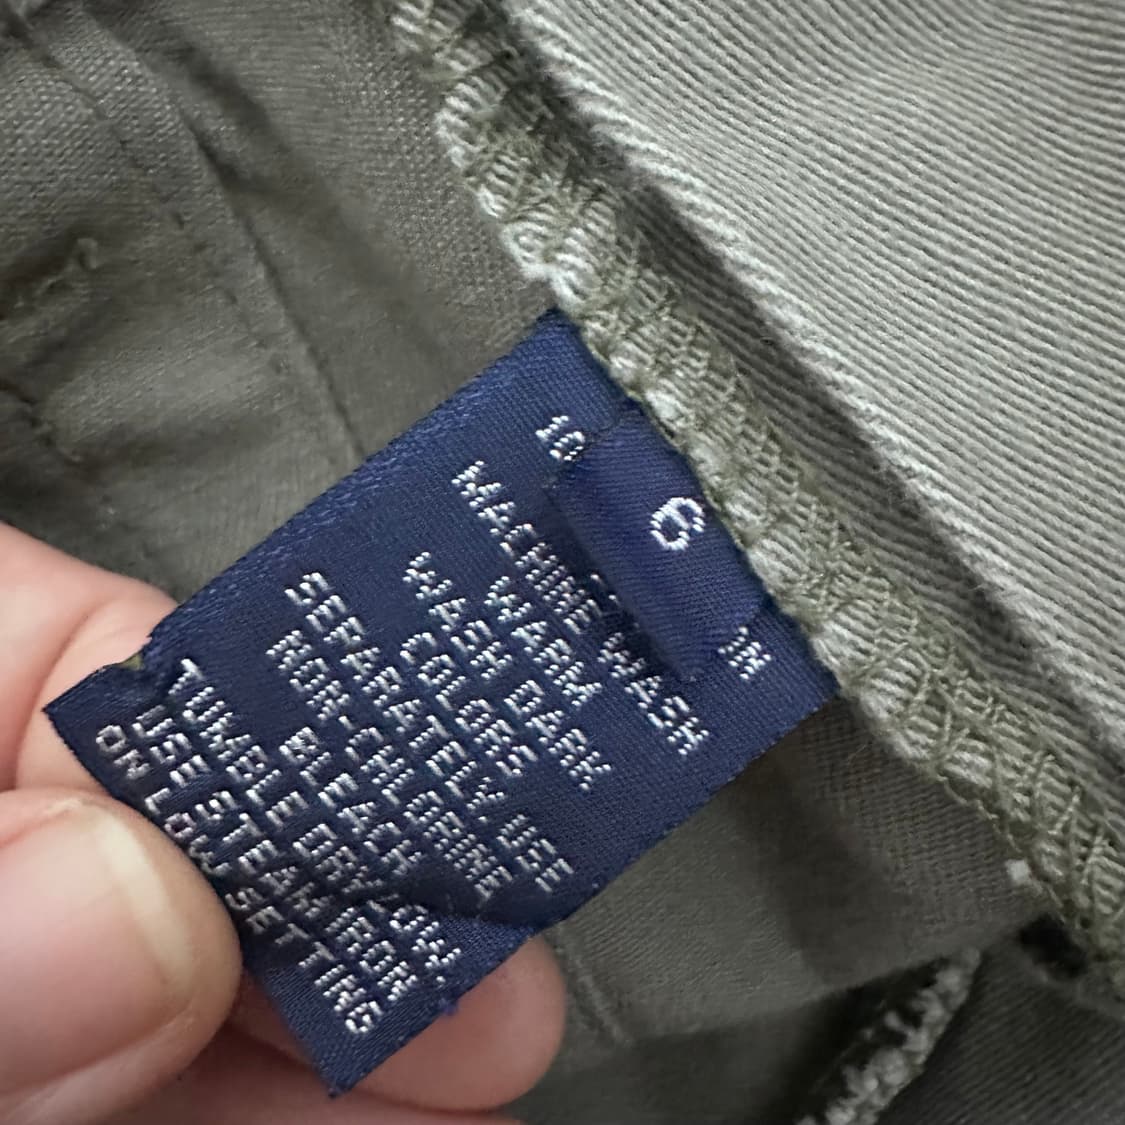 6
MACHINE WASH
WARM
WASH DARK
COLORS
SEPARATELY. USE
NON-CHLORINE
BLEACH
TUMBLE DRY LOW.
USE STEAM IRON
ON LOW SETTING